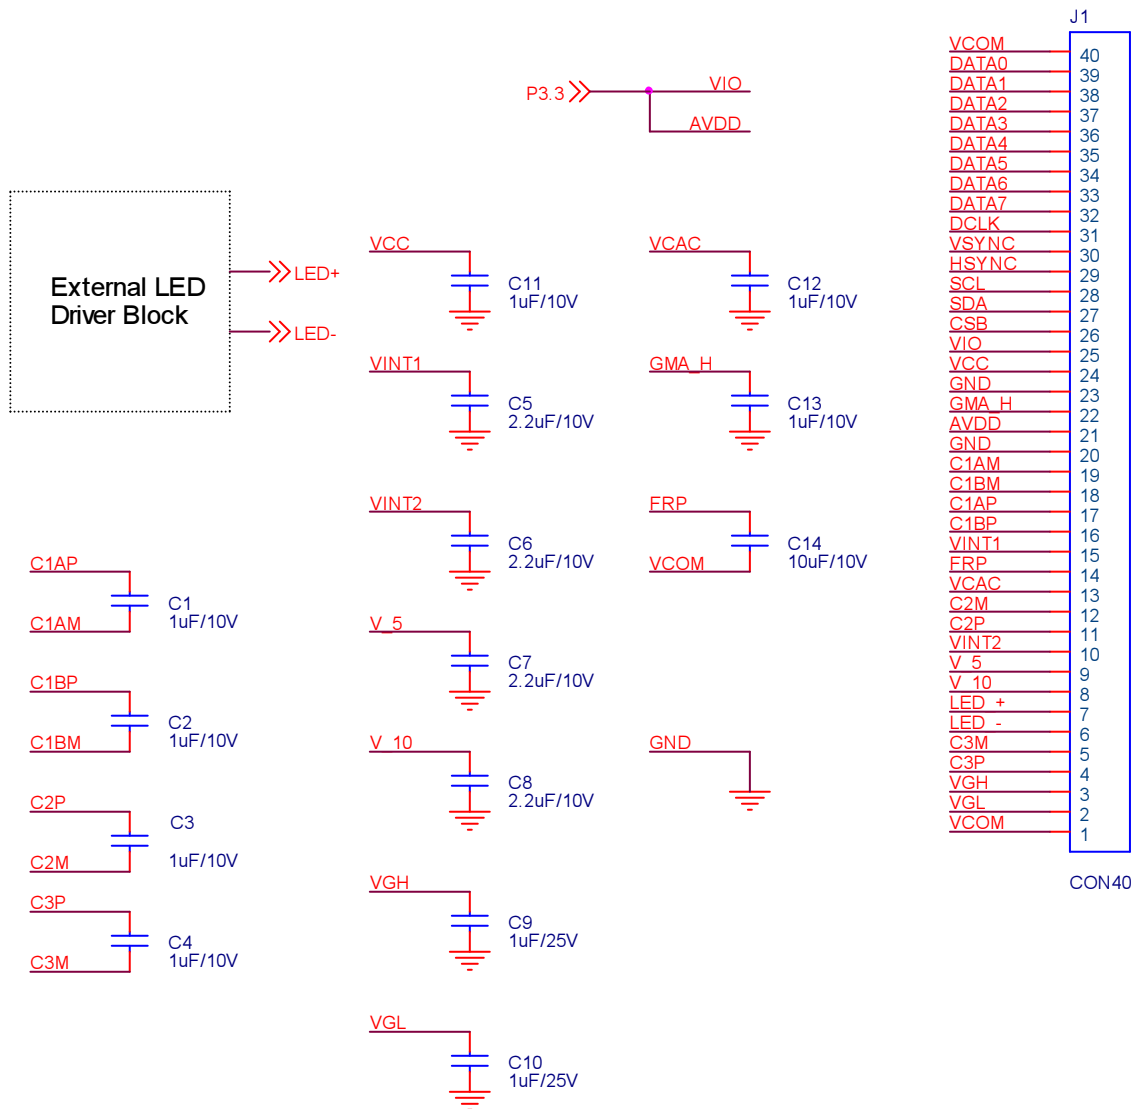 P3.3
VIO
AVDD
External LED
Driver Block
LED+
LED-
VCC
C11
1uF/10V
VCAC
C12
1uF/10V
VINT1
C5
2.2uF/10V
GMA_H
C13
1uF/10V
VINT2
C6
2.2uF/10V
FRP
VCOM
C14
10uF/10V
C1AP
C1AM
C1
1uF/10V
V_5
C7
2.2uF/10V
C1BP
C1BM
C2
1uF/10V
V_10
C8
2.2uF/10V
GND
C2P
C2M
C3
1uF/10V
C3P
C3M
C4
1uF/10V
VGH
C9
1uF/25V
VGL
C10
1uF/25V
J1
VCOM 40
DATA0 39
DATA1 38
DATA2 37
DATA3 36
DATA4 35
DATA5 34
DATA6 33
DATA7 32
DCLK 31
VSYNC 30
HSYNC 29
SCL 28
SDA 27
CSB 26
VIO 25
VCC 24
GND 23
GMA_H 22
AVDD 21
GND 20
C1AM 19
C1BM 18
C1AP 17
C1BP 16
VINT1 15
FRP 14
VCAC 13
C2M 12
C2P 11
VINT2 10
V_5 9
V_10 8
LED_+ 7
LED_- 6
C3M 5
C3P 4
VGH 3
VGL 2
VCOM 1
CON40